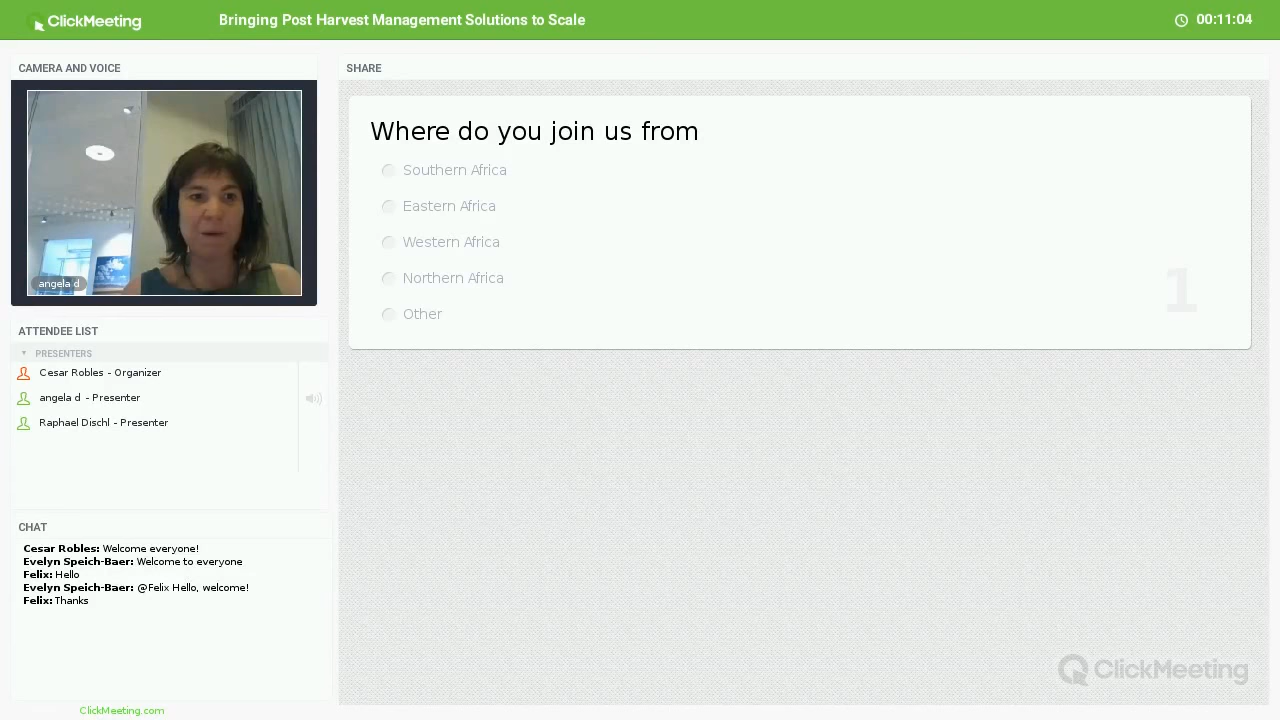 ClickMeeting
Bringing Post Harvest Management Solutions to Scale
00:11:04
CAMERA AND VOICE
angela d
ATTENDEE LIST
PRESENTERS
Cesar Robles - Organizer
angela d - Presenter
Raphael Dischl - Presenter
CHAT
Cesar Robles: Welcome everyone!
Evelyn Speich-Baer: Welcome to everyone
Felix: Hello
Evelyn Speich-Baer: @Felix Hello, welcome!
Felix: Thanks
ClickMeeting.com
SHARE
Where do you join us from
Southern Africa
Eastern Africa
Western Africa
Northern Africa
Other
1
ClickMeeting